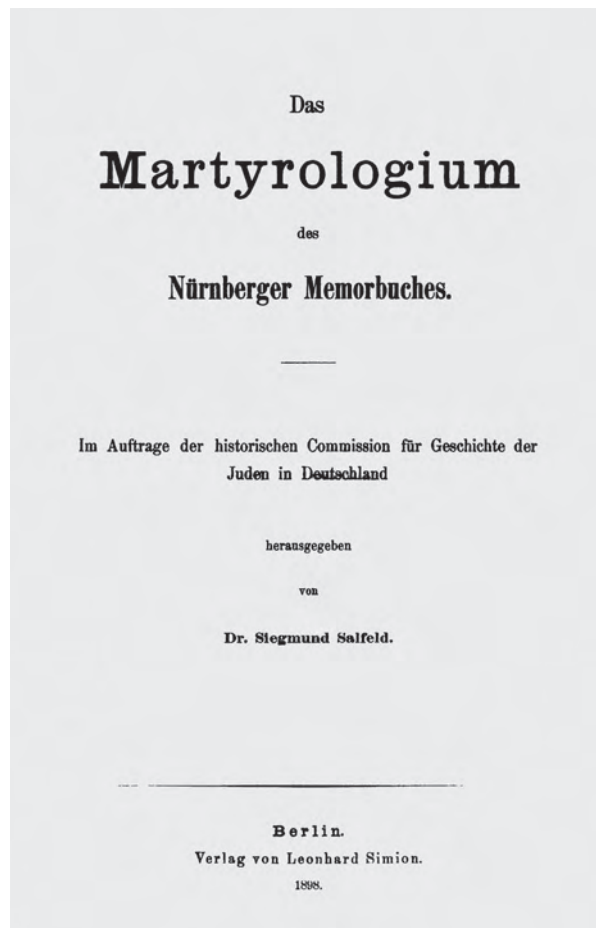 Das
Martyrologium
des
Nürnberger Memorbuches.
Im Auftrage der historischen Commission für Geschichte der
Juden in Deutschland
herausgegeben
von
Dr. Siegmund Salfeld.
Berlin.
Verlag von Leonhard Simion.
1898.